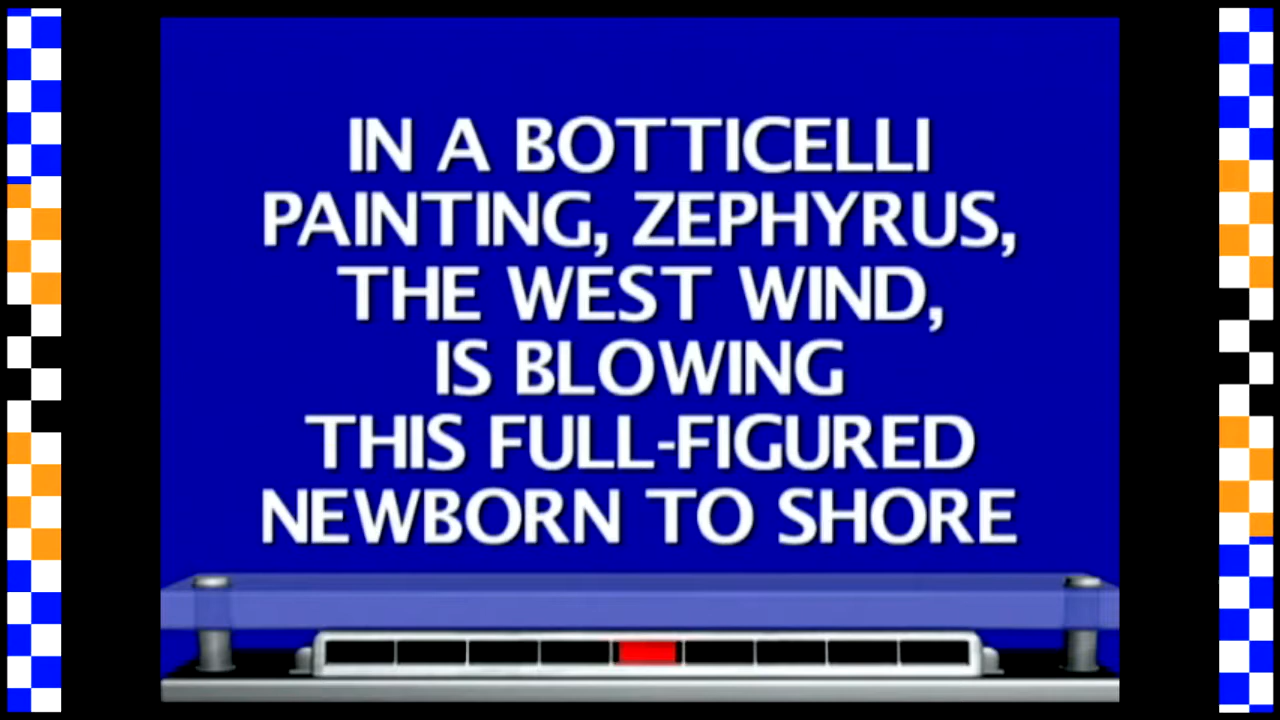 IN A BOTTICELLI
PAINTING, ZEPHYRUS,
THE WEST WIND,
IS BLOWING
THIS FULL-FIGURED
NEWBORN TO SHORE